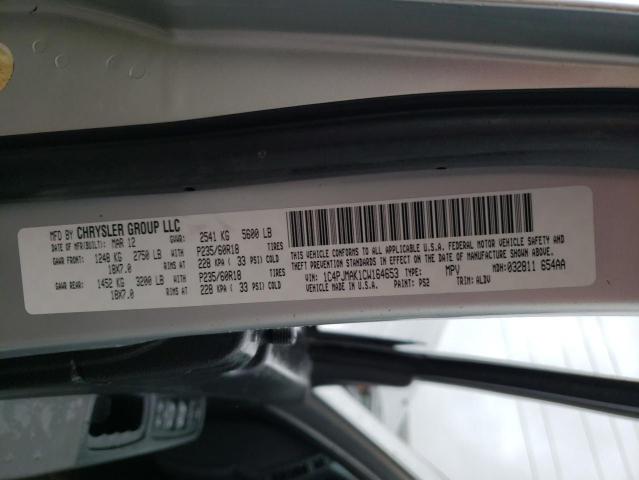 MFD BY CHRYSLER GROUP LLC
DATE OF MFR(BUILT): MAR 12 GVWR: 2541 KG 5600 LB
GAWR FRONT: 1248 KG 2750 LB WITH P235/60R18 TIRES
18X7.0 RIMS AT 228 KPA ( 33 PSI) COLD
GAWR REAR: 1452 KG 3200 LB WITH P235/60R18 TIRES
18X7.0 RIMS AT 228 KPA ( 33 PSI) COLD
THIS VEHICLE CONFORMS TO ALL APPLICABLE U.S.A. FEDERAL MOTOR VEHICLE SAFETY,
BUMPER, AND THEFT PREVENTION STANDARDS IN EFFECT ON THE DATE OF MANUFACTURE SHOWN ABOVE.
VIN: 1C4PJMAK1CW164653 TYPE: MPV MDH: 032811 654AA
VEHICLE MADE IN U.S.A. PAINT: PS2 TRIM: ALDV